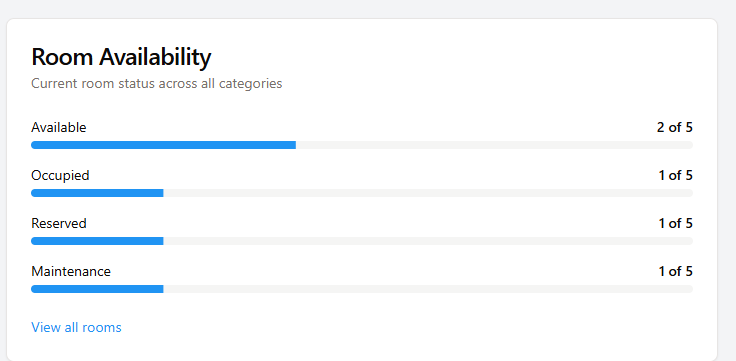 Room Availability
Current room status across all categories
Available 2 of 5
Occupied 1 of 5
Reserved 1 of 5
Maintenance 1 of 5
View all rooms